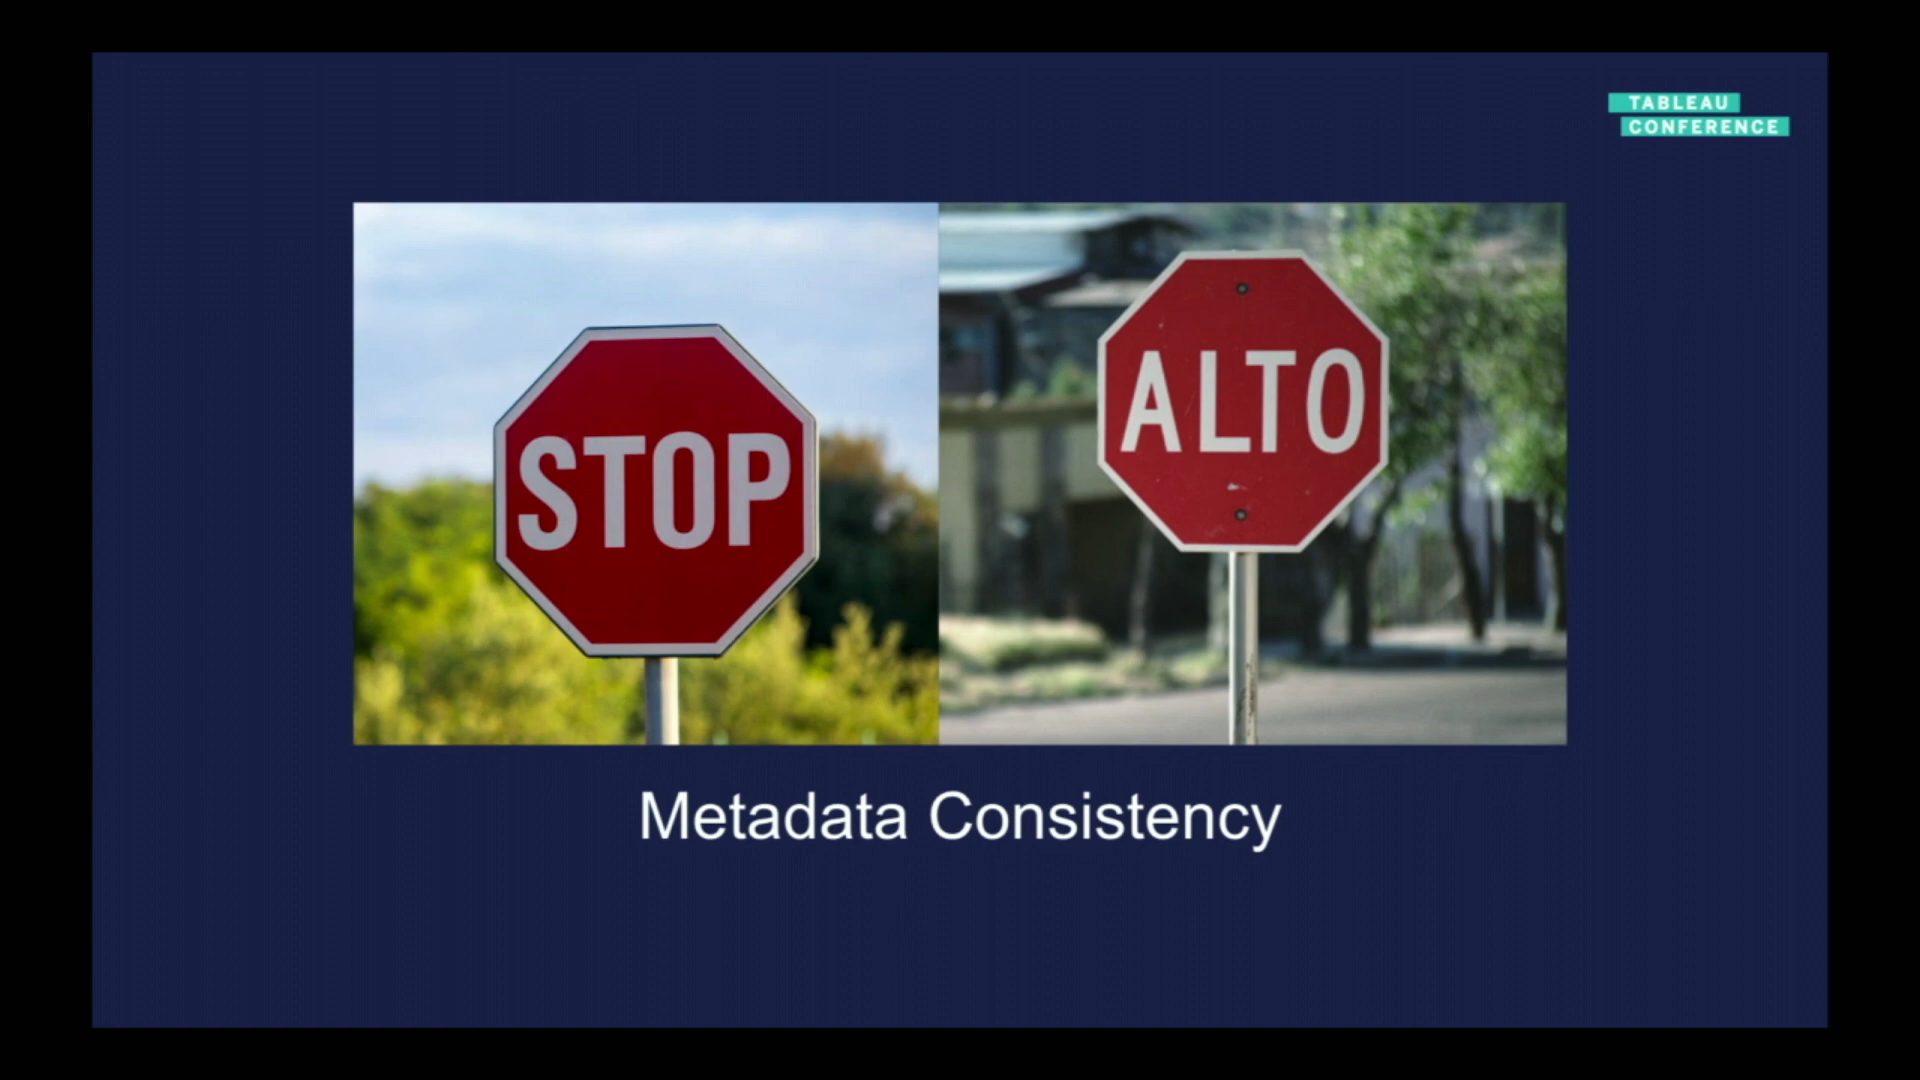 TABLEAU
CONFERENCE
STOP
ALTO
Metadata Consistency